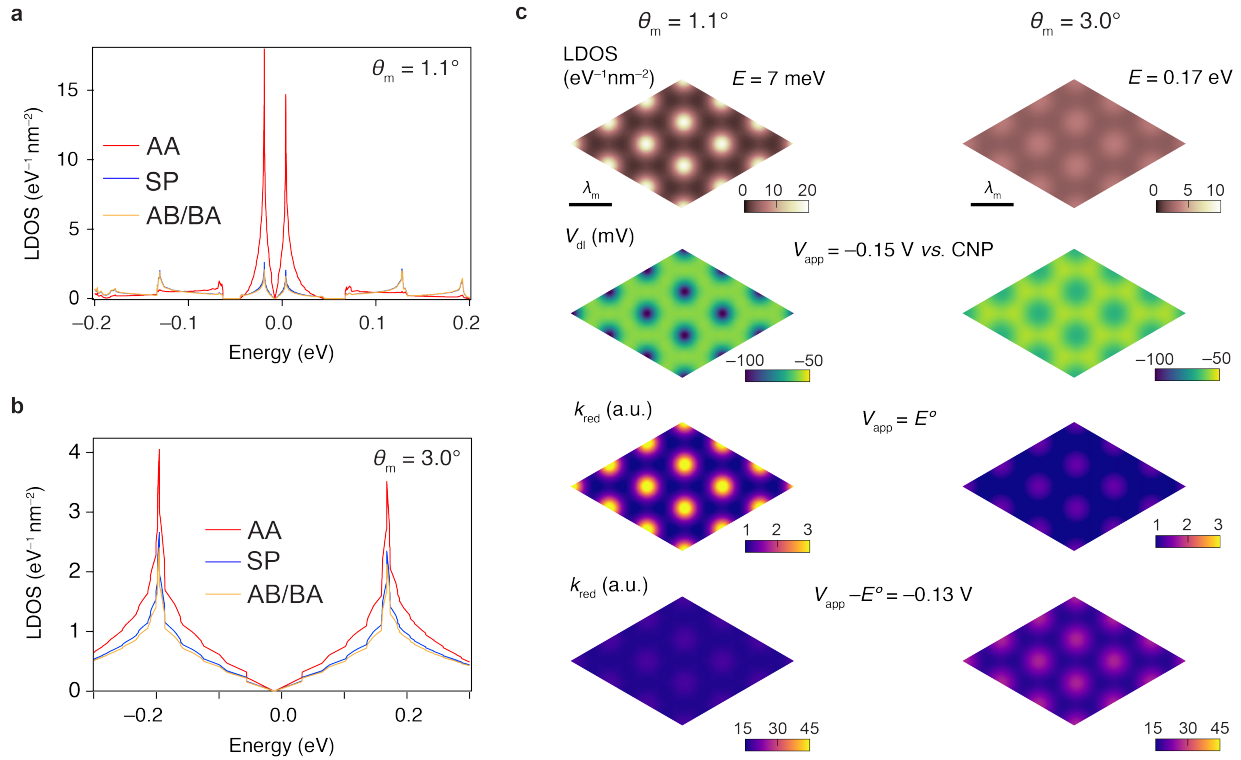 a
θm = 1.1°
15
10
5
0
LDOS (eV⁻¹ nm⁻²)
AA
SP
AB/BA
−0.2 −0.1 0.0 0.1 0.2
Energy (eV)
b
θm = 3.0°
4
3
2
1
0
LDOS (eV⁻¹ nm⁻²)
AA
SP
AB/BA
−0.2 0.0 0.2
Energy (eV)
c
θm = 1.1° θm = 3.0°
LDOS
(eV⁻¹nm⁻²) E = 7 meV E = 0.17 eV
λm 0 10 20 λm 0 5 10
Vdl (mV) Vapp = −0.15 V vs. CNP
−100 −50 −100 −50
kred (a.u.) Vapp = Eº
1 2 3 1 2 3
kred (a.u.) Vapp −Eº = −0.13 V
15 30 45 15 30 45